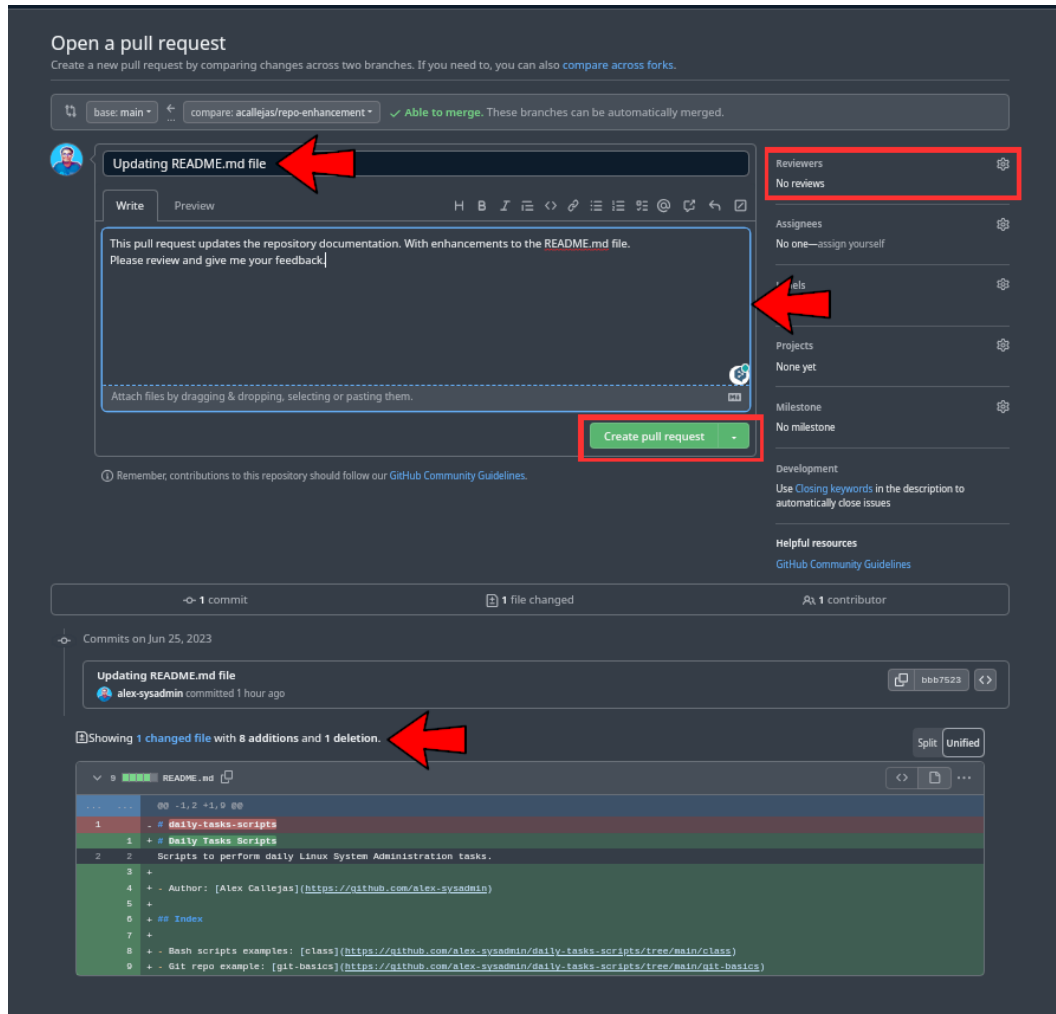 Open a pull request
Create a new pull request by comparing changes across two branches. If you need to, you can also compare across forks.
base: main
compare: acallejas/repo-enhancement
Able to merge. These branches can be automatically merged.
Updating README.md file
Write Preview
This pull request updates the repository documentation. With enhancements to the README.md file.
Please review and give me your feedback.
Attach files by dragging & dropping, selecting or pasting them.
Create pull request
Remember, contributions to this repository should follow our GitHub Community Guidelines.
Reviewers
No reviews
Assignees
No one—assign yourself
Projects
None yet
Milestone
No milestone
Development
Use Closing keywords in the description to
automatically close issues
Helpful resources
GitHub Community Guidelines
1 commit
1 file changed
1 contributor
Commits on Jun 25, 2023
Updating README.md file
alex-sysadmin committed 1 hour ago
bbb7523
Showing 1 changed file with 8 additions and 1 deletion.
Split Unified
9 README.md
... ... @@ -1,2 +1,9 @@
1 - # daily-tasks-scripts
1 + # Daily Tasks Scripts
2 2 Scripts to perform daily Linux System Administration tasks.
3 +
4 + - Author: [Alex Callejas](https://github.com/alex-sysadmin)
5 +
6 + ## Index
7 +
8 + - Bash scripts examples: [class](https://github.com/alex-sysadmin/daily-tasks-scripts/tree/main/class)
9 + - Git repo example: [git-basics](https://github.com/alex-sysadmin/daily-tasks-scripts/tree/main/git-basics)